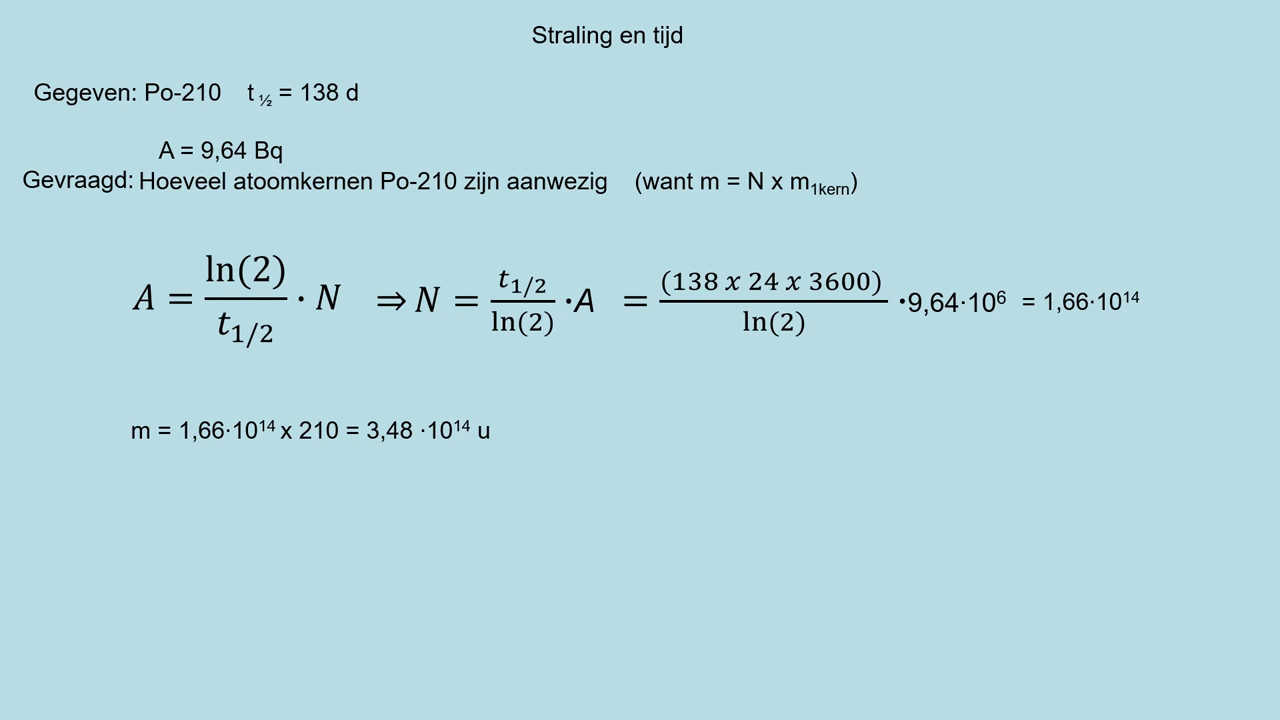 Straling en tijd
Gegeven: Po-210 t ½ = 138 d
A = 9,64 Bq
Gevraagd: Hoeveel atoomkernen Po-210 zijn aanwezig (want m = N x m₁kern)
A = ln(2)/t₁/₂ · N ⇒ N = t₁/₂/ln(2) · A = (138 x 24 x 3600)/ln(2) · 9,64·10⁶ = 1,66·10¹⁴
m = 1,66·10¹⁴ x 210 = 3,48 ·10¹⁴ u